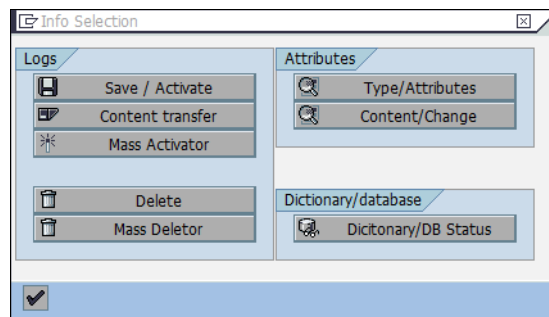 Info Selection
Logs
Save / Activate
Content transfer
Mass Activator
Delete
Mass Deletor
Attributes
Type/Attributes
Content/Change
Dictionary/database
Dicitonary/DB Status